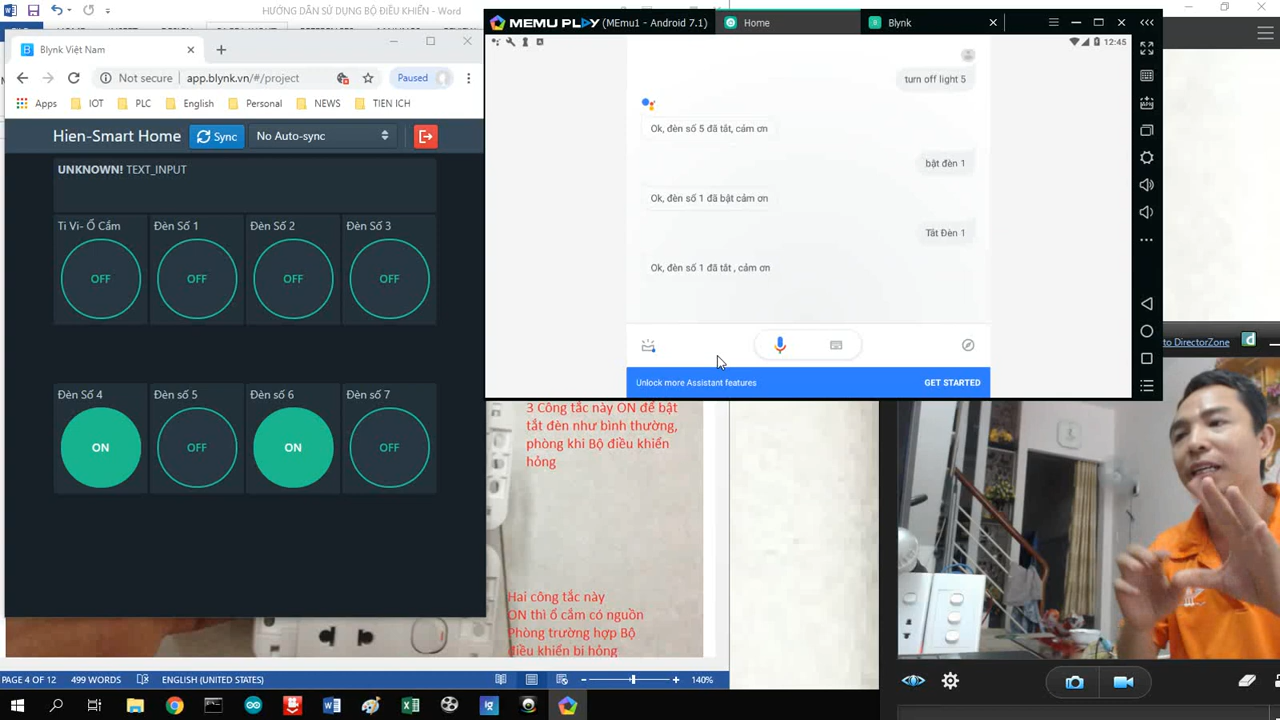 HƯỚNG DẪN SỬ DỤNG BỘ ĐIỀU KHIỂN - Word
Blynk Việt Nam
Not secure
app.blynk.vn/#/project
Paused
Apps
IOT
PLC
English
Personal
NEWS
TIEN ICH
Hien-Smart Home
Sync
No Auto-sync
UNKNOWN! TEXT_INPUT
Ti Vi- Ổ Cắm
Đèn Số 1
Đèn Số 2
Đèn Số 3
OFF
OFF
OFF
OFF
Đèn Số 4
Đèn số 5
Đèn số 6
Đèn số 7
ON
OFF
ON
OFF
MEMU PLAY (MEmu1 - Android 7.1)
Home
Blynk
12:45
turn off light 5
Ok, đèn số 5 đã tắt, cảm ơn
bật đèn 1
Ok, đèn số 1 đã bật cảm ơn
Tắt Đèn 1
Ok, đèn số 1 đã tắt , cảm ơn
Unlock more Assistant features
GET STARTED
to DirectorZone
3 Công tắc này ON để bật
tắt đèn như bình thường,
phòng khi Bộ điều khiển
hỏng
Hai công tắc này
ON thì ổ cắm có nguồn
Phòng trường hợp Bộ
điều khiển bị hỏng
PAGE 4 OF 12
499 WORDS
ENGLISH (UNITED STATES)
140%